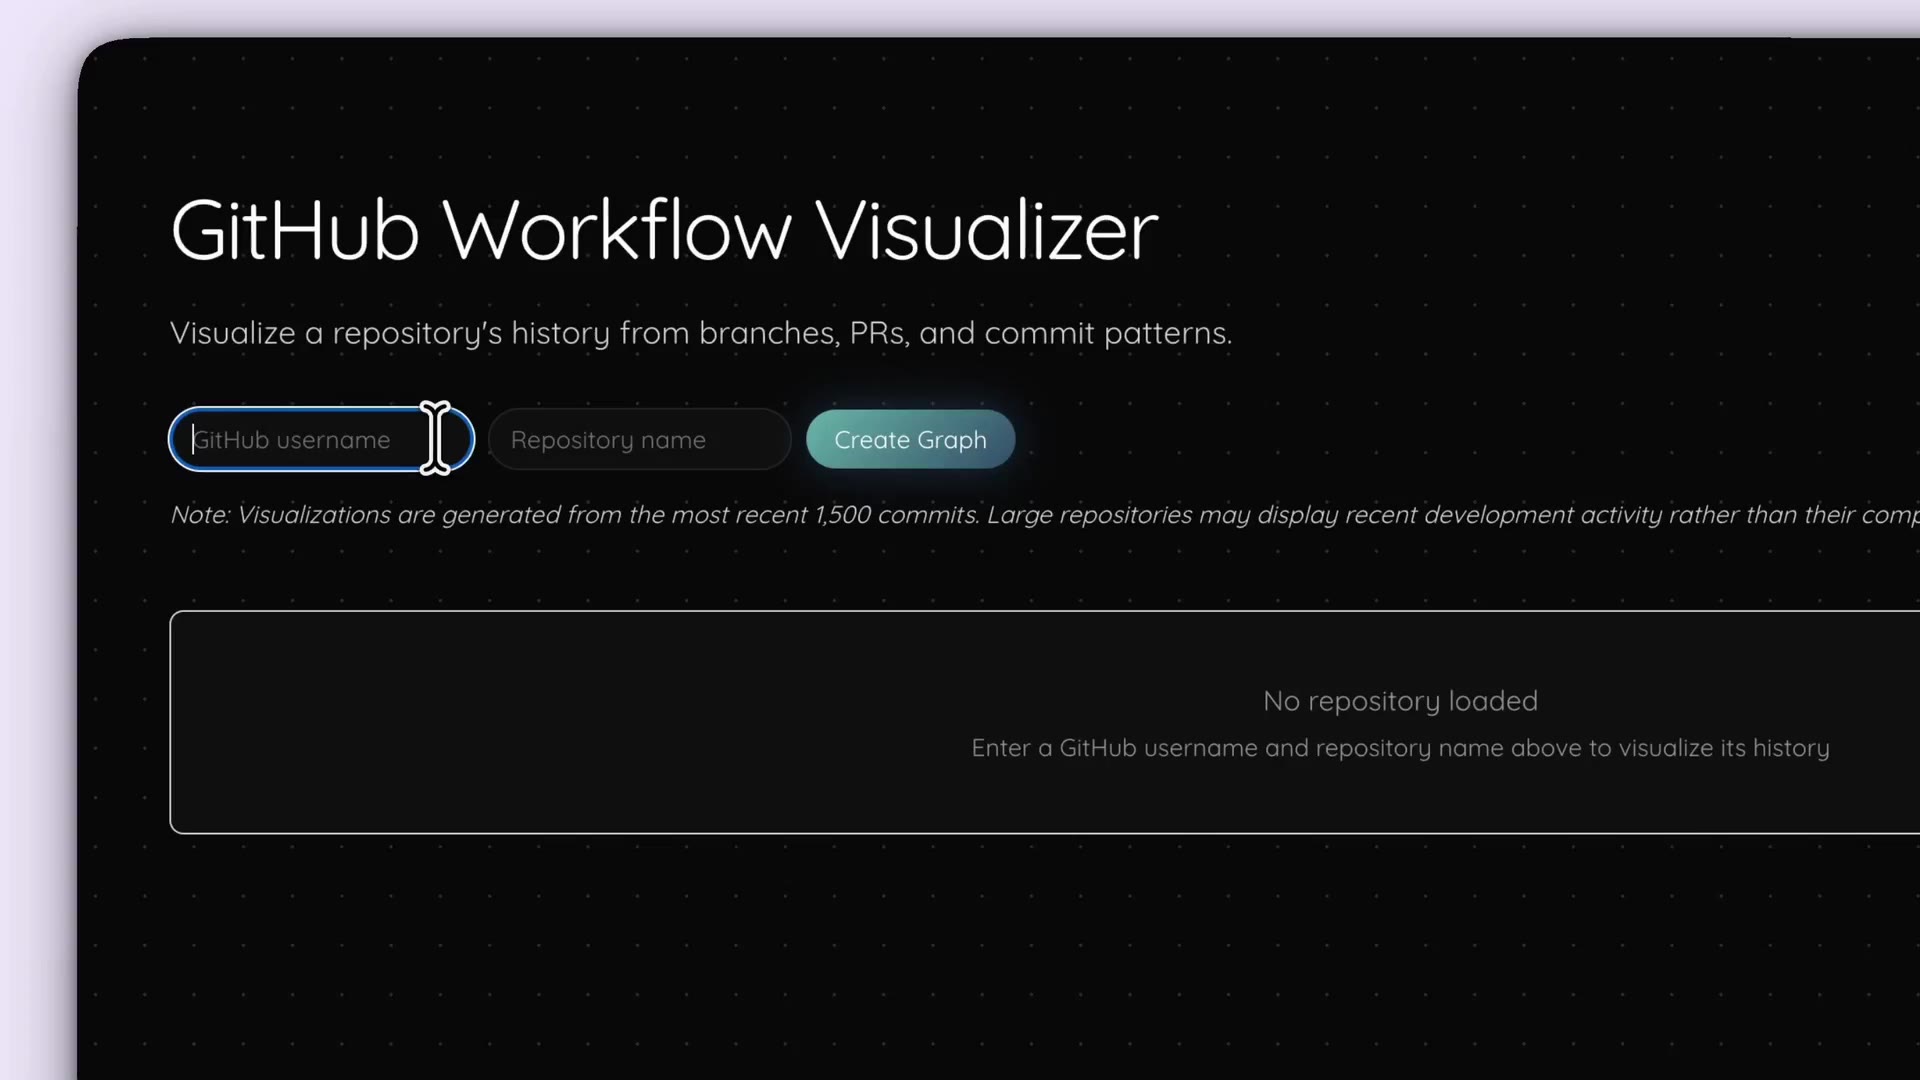 GitHub Workflow Visualizer
Visualize a repository's history from branches, PRs, and commit patterns.
GitHub username
Repository name
Create Graph
Note: Visualizations are generated from the most recent 1,500 commits. Large repositories may display recent development activity rather than their
No repository loaded
Enter a GitHub username and repository name above to visualize its history